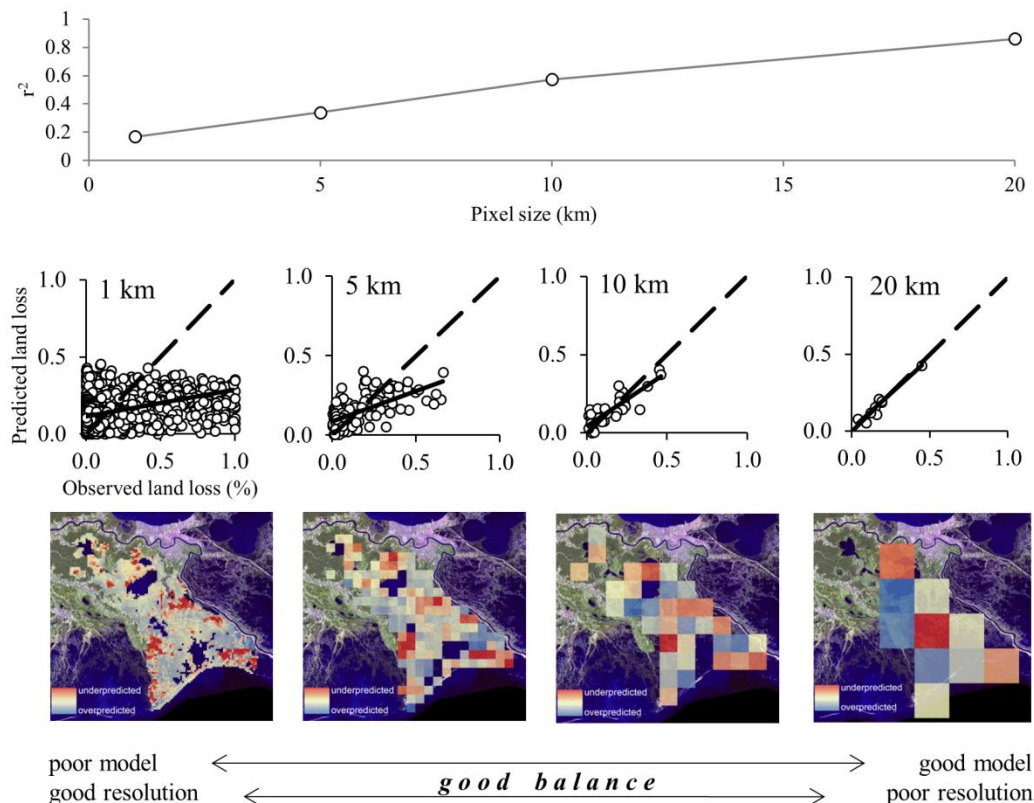 1
0.8
0.6
0.4
0.2
0
r²
0 5 10 15 20
Pixel size (km)
1 km 5 km 10 km 20 km
Predicted land loss
1.0 1.0 1.0 1.0
0.5 0.5 0.5 0.5
0.0 0.0 0.0 0.0
0.0 0.5 1.0 0.0 0.5 1.0 0.0 0.5 1.0 0.0 0.5 1.0
Observed land loss (%)
underpredicted underpredicted underpredicted underpredicted
overpredicted overpredicted overpredicted overpredicted
poor model good model
good balance
good resolution poor resolution